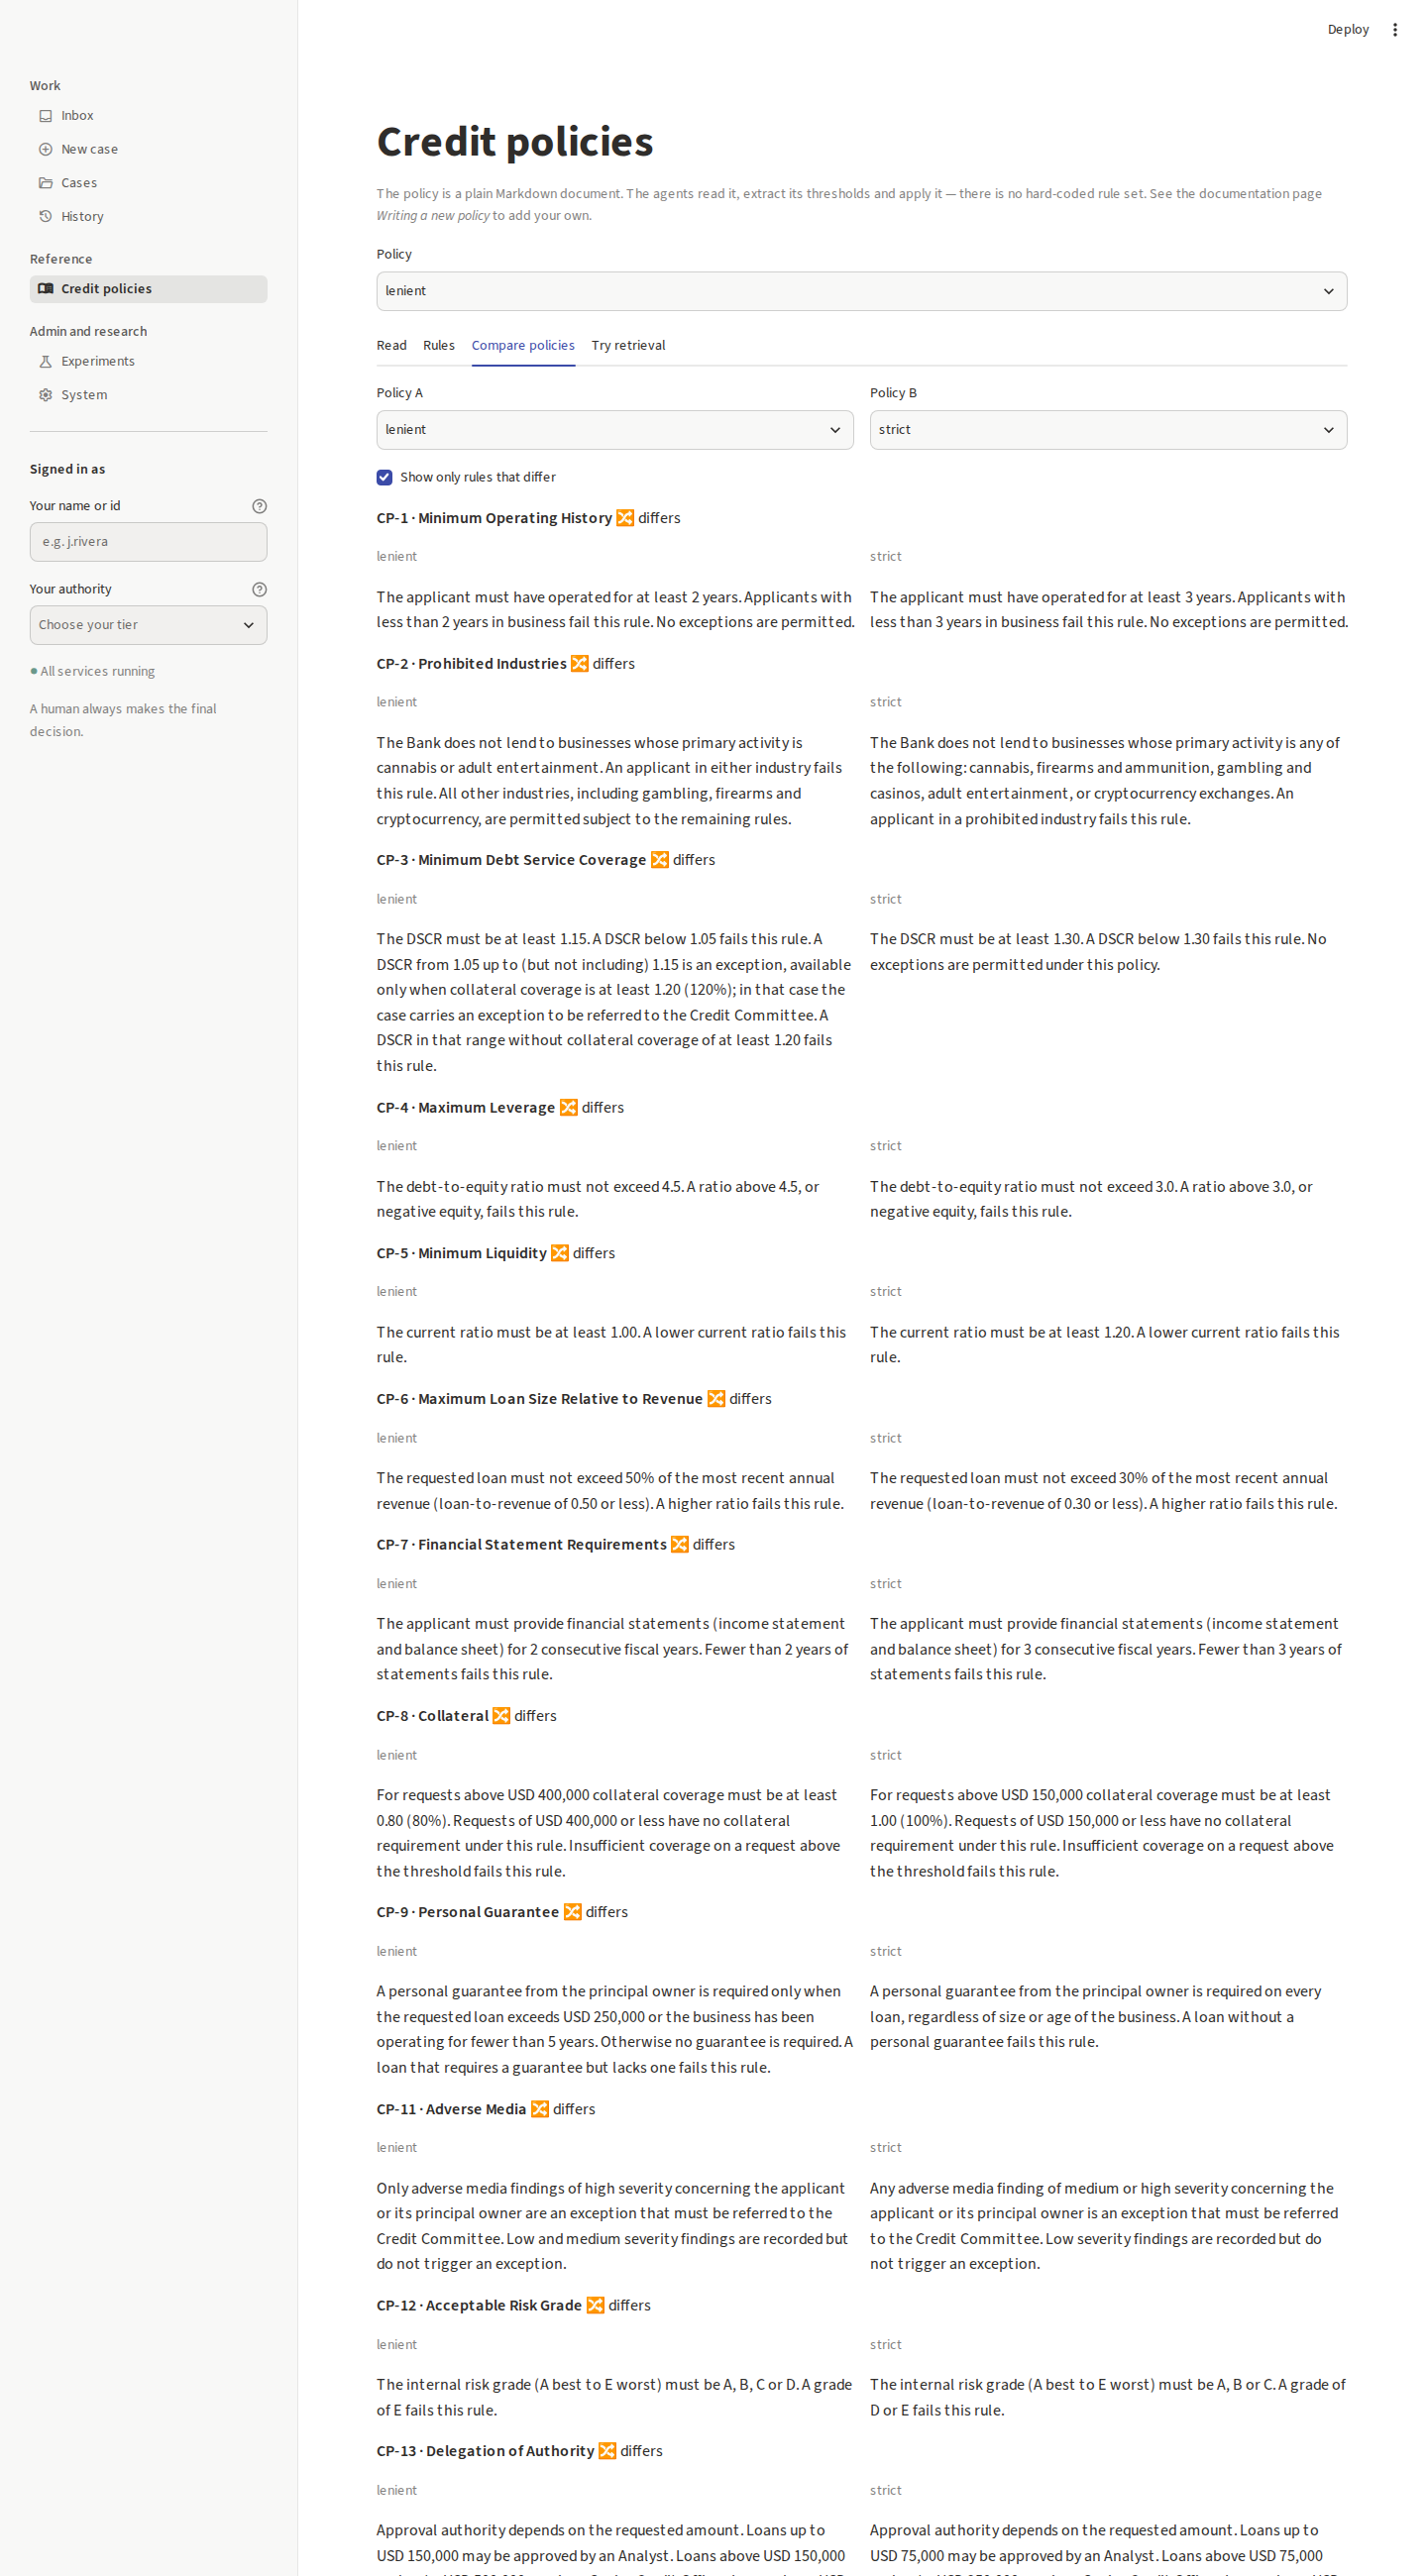 Deploy
Work
Inbox
New case
Cases
History
Reference
Credit policies
Admin and research
Experiments
System
Signed in as
Your name or id
e.g. j.rivera
Your authority
Choose your tier
All services running
A human always makes the final
decision.
Credit policies
The policy is a plain Markdown document. The agents read it, extract its thresholds and apply it — there is no hard-coded rule set. See the documentation page
Writing a new policy to add your own.
Policy
lenient
Read Rules Compare policies Try retrieval
Policy A
lenient
Policy B
strict
Show only rules that differ
CP-1 · Minimum Operating History 🔀 differs
lenient
The applicant must have operated for at least 2 years. Applicants with
less than 2 years in business fail this rule. No exceptions are permitted.
strict
The applicant must have operated for at least 3 years. Applicants with
less than 3 years in business fail this rule. No exceptions are permitted.
CP-2 · Prohibited Industries 🔀 differs
lenient
The Bank does not lend to businesses whose primary activity is
cannabis or adult entertainment. An applicant in either industry fails
this rule. All other industries, including gambling, firearms and
cryptocurrency, are permitted subject to the remaining rules.
strict
The Bank does not lend to businesses whose primary activity is any of
the following: cannabis, firearms and ammunition, gambling and
casinos, adult entertainment, or cryptocurrency exchanges. An
applicant in a prohibited industry fails this rule.
CP-3 · Minimum Debt Service Coverage 🔀 differs
lenient
The DSCR must be at least 1.15. A DSCR below 1.05 fails this rule. A
DSCR from 1.05 up to (but not including) 1.15 is an exception, available
only when collateral coverage is at least 1.20 (120%); in that case the
case carries an exception to be referred to the Credit Committee. A
DSCR in that range without collateral coverage of at least 1.20 fails
this rule.
strict
The DSCR must be at least 1.30. A DSCR below 1.30 fails this rule. No
exceptions are permitted under this policy.
CP-4 · Maximum Leverage 🔀 differs
lenient
The debt-to-equity ratio must not exceed 4.5. A ratio above 4.5, or
negative equity, fails this rule.
strict
The debt-to-equity ratio must not exceed 3.0. A ratio above 3.0, or
negative equity, fails this rule.
CP-5 · Minimum Liquidity 🔀 differs
lenient
The current ratio must be at least 1.00. A lower current ratio fails this
rule.
strict
The current ratio must be at least 1.20. A lower current ratio fails this
rule.
CP-6 · Maximum Loan Size Relative to Revenue 🔀 differs
lenient
The requested loan must not exceed 50% of the most recent annual
revenue (loan-to-revenue of 0.50 or less). A higher ratio fails this rule.
strict
The requested loan must not exceed 30% of the most recent annual
revenue (loan-to-revenue of 0.30 or less). A higher ratio fails this rule.
CP-7 · Financial Statement Requirements 🔀 differs
lenient
The applicant must provide financial statements (income statement
and balance sheet) for 2 consecutive fiscal years. Fewer than 2 years of
statements fails this rule.
strict
The applicant must provide financial statements (income statement
and balance sheet) for 3 consecutive fiscal years. Fewer than 3 years of
statements fails this rule.
CP-8 · Collateral 🔀 differs
lenient
For requests above USD 400,000 collateral coverage must be at least
0.80 (80%). Requests of USD 400,000 or less have no collateral
requirement under this rule. Insufficient coverage on a request above
the threshold fails this rule.
strict
For requests above USD 150,000 collateral coverage must be at least
1.00 (100%). Requests of USD 150,000 or less have no collateral
requirement under this rule. Insufficient coverage on a request above
the threshold fails this rule.
CP-9 · Personal Guarantee 🔀 differs
lenient
A personal guarantee from the principal owner is required only when
the requested loan exceeds USD 250,000 or the business has been
operating for fewer than 5 years. Otherwise no guarantee is required. A
loan that requires a guarantee but lacks one fails this rule.
strict
A personal guarantee from the principal owner is required on every
loan, regardless of size or age of the business. A loan without a
personal guarantee fails this rule.
CP-11 · Adverse Media 🔀 differs
lenient
Only adverse media findings of high severity concerning the applicant
or its principal owner are an exception that must be referred to the
Credit Committee. Low and medium severity findings are recorded but
do not trigger an exception.
strict
Any adverse media finding of medium or high severity concerning the
applicant or its principal owner is an exception that must be referred
to the Credit Committee. Low severity findings are recorded but do
not trigger an exception.
CP-12 · Acceptable Risk Grade 🔀 differs
lenient
The internal risk grade (A best to E worst) must be A, B, C or D. A grade
of E fails this rule.
strict
The internal risk grade (A best to E worst) must be A, B or C. A grade of
D or E fails this rule.
CP-13 · Delegation of Authority 🔀 differs
lenient
Approval authority depends on the requested amount. Loans up to
USD 150,000 may be approved by an Analyst. Loans above USD 150,000
strict
Approval authority depends on the requested amount. Loans up to
USD 75,000 may be approved by an Analyst. Loans above USD 75,000